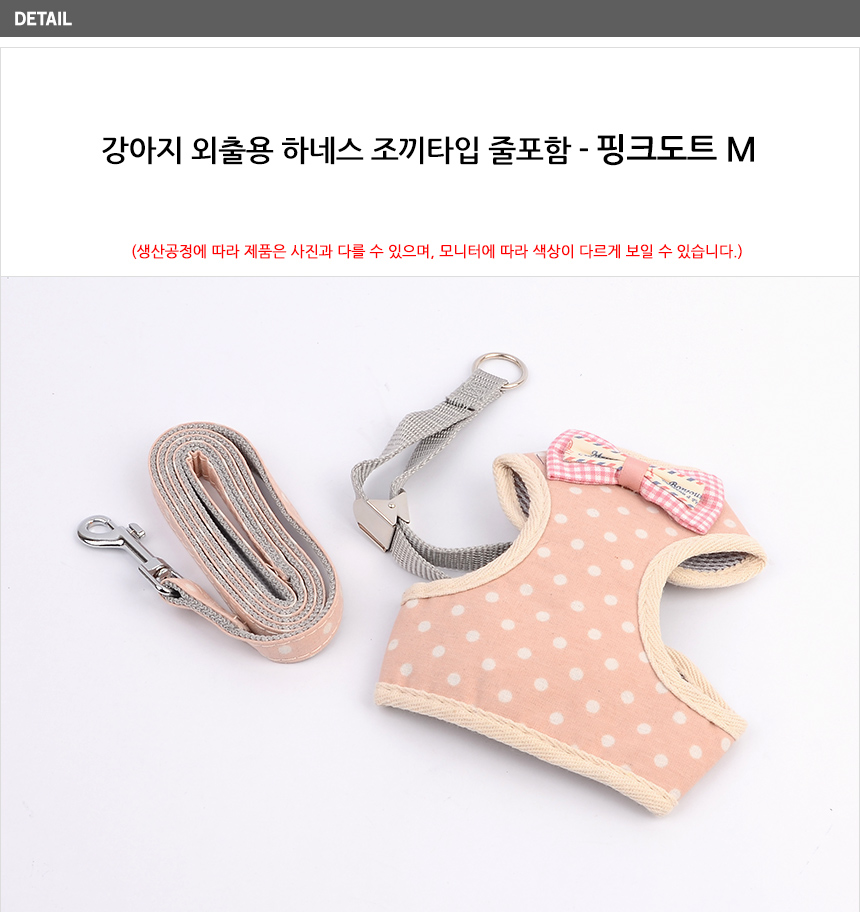 DETAIL
강아지 외출용 하네스 조끼타입 줄포함 - 핑크도트 M
(생산공정에 따라 제품은 사진과 다를 수 있으며, 모니터에 따라 색상이 다르게 보일 수 있습니다.)